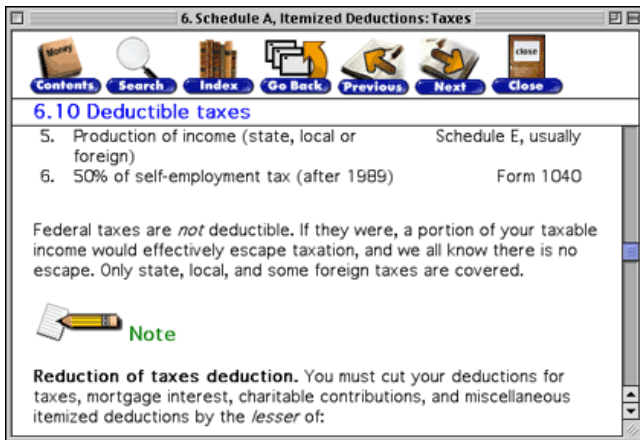 6. Schedule A, Itemized Deductions: Taxes
Money
close
Contents Search Index Go Back Previous Next Close
6.10 Deductible taxes
5. Production of income (state, local or Schedule E, usually
foreign)
6. 50% of self-employment tax (after 1989) Form 1040
Federal taxes are not deductible. If they were, a portion of your taxable
income would effectively escape taxation, and we all know there is no
escape. Only state, local, and some foreign taxes are covered.
Note
Reduction of taxes deduction. You must cut your deductions for
taxes, mortgage interest, charitable contributions, and miscellaneous
itemized deductions by the lesser of: